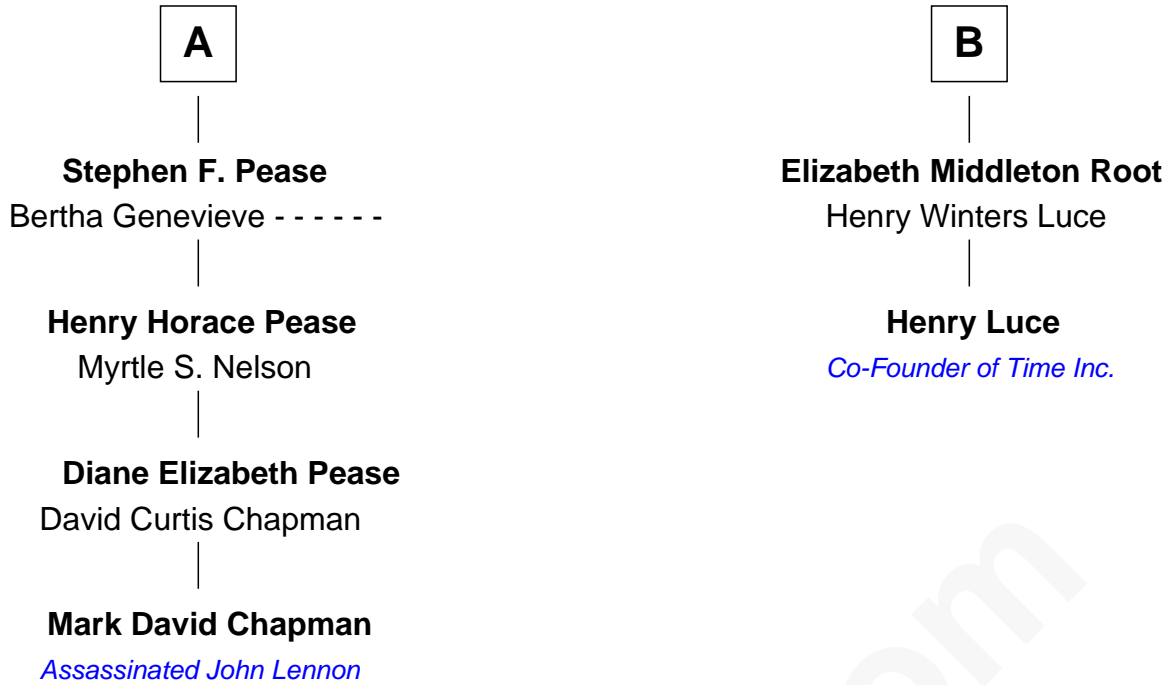 A
Stephen F. Pease
Bertha Genevieve - - - - - -
Henry Horace Pease
Myrtle S. Nelson
Diane Elizabeth Pease
David Curtis Chapman
Mark David Chapman
Assassinated John Lennon
B
Elizabeth Middleton Root
Henry Winters Luce
Henry Luce
Co-Founder of Time Inc.